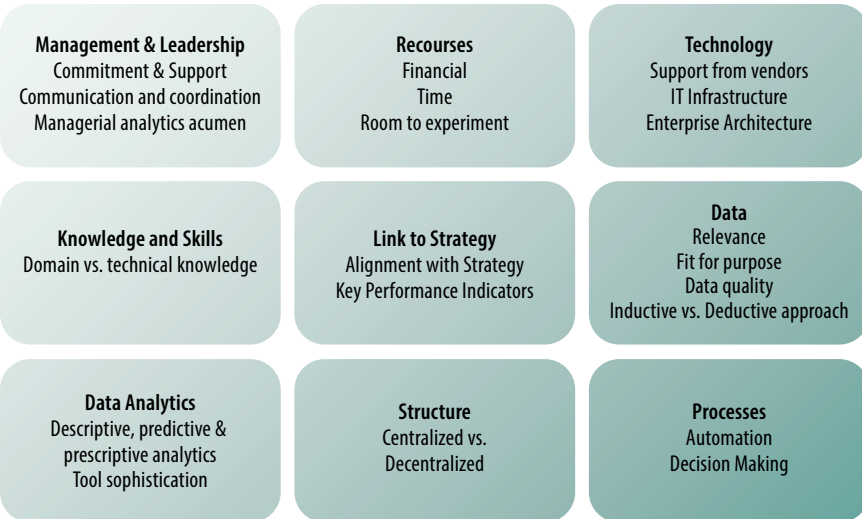 Management & Leadership
Commitment & Support
Communication and coordination
Managerial analytics acumen
Recourses
Financial
Time
Room to experiment
Technology
Support from vendors
IT Infrastructure
Enterprise Architecture
Knowledge and Skills
Domain vs. technical knowledge
Link to Strategy
Alignment with Strategy
Key Performance Indicators
Data
Relevance
Fit for purpose
Data quality
Inductive vs. Deductive approach
Data Analytics
Descriptive, predictive &
prescriptive analytics
Tool sophistication
Structure
Centralized vs.
Decentralized
Processes
Automation
Decision Making